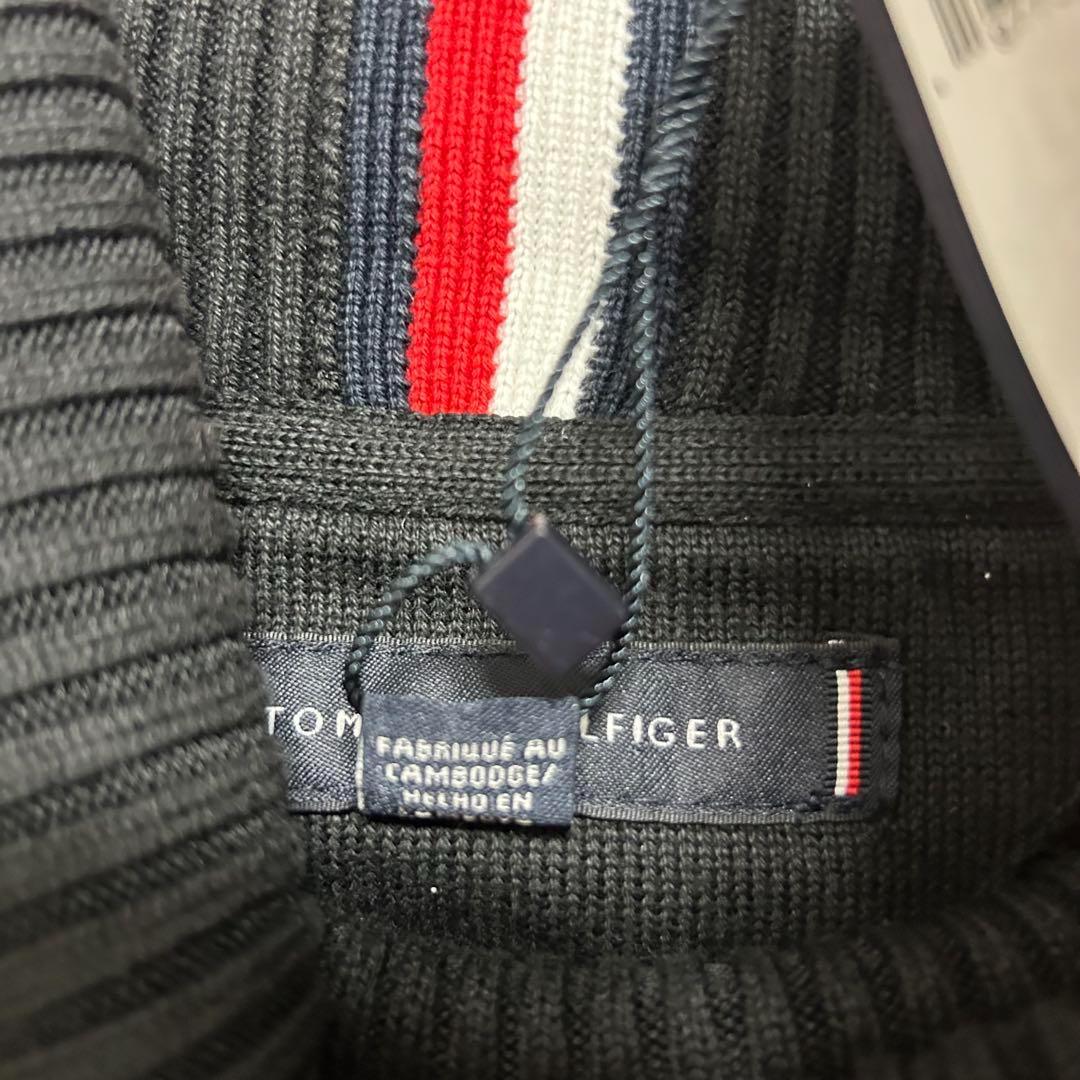 TOM LFIGER
FABRIQUÉ AU
CAMBODGE/
HECHO EN